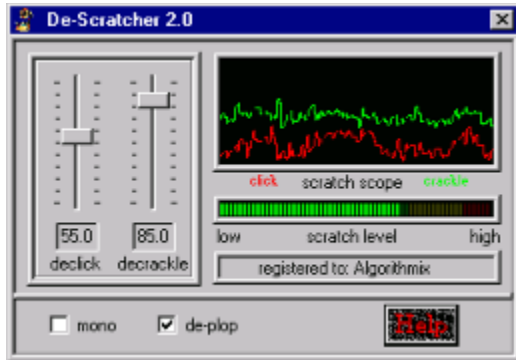 De-Scratcher 2.0
click scratch scope crackle
55.0 85.0
declick decrackle
low scratch level high
registered to: Algorithmix
mono de-plop Help